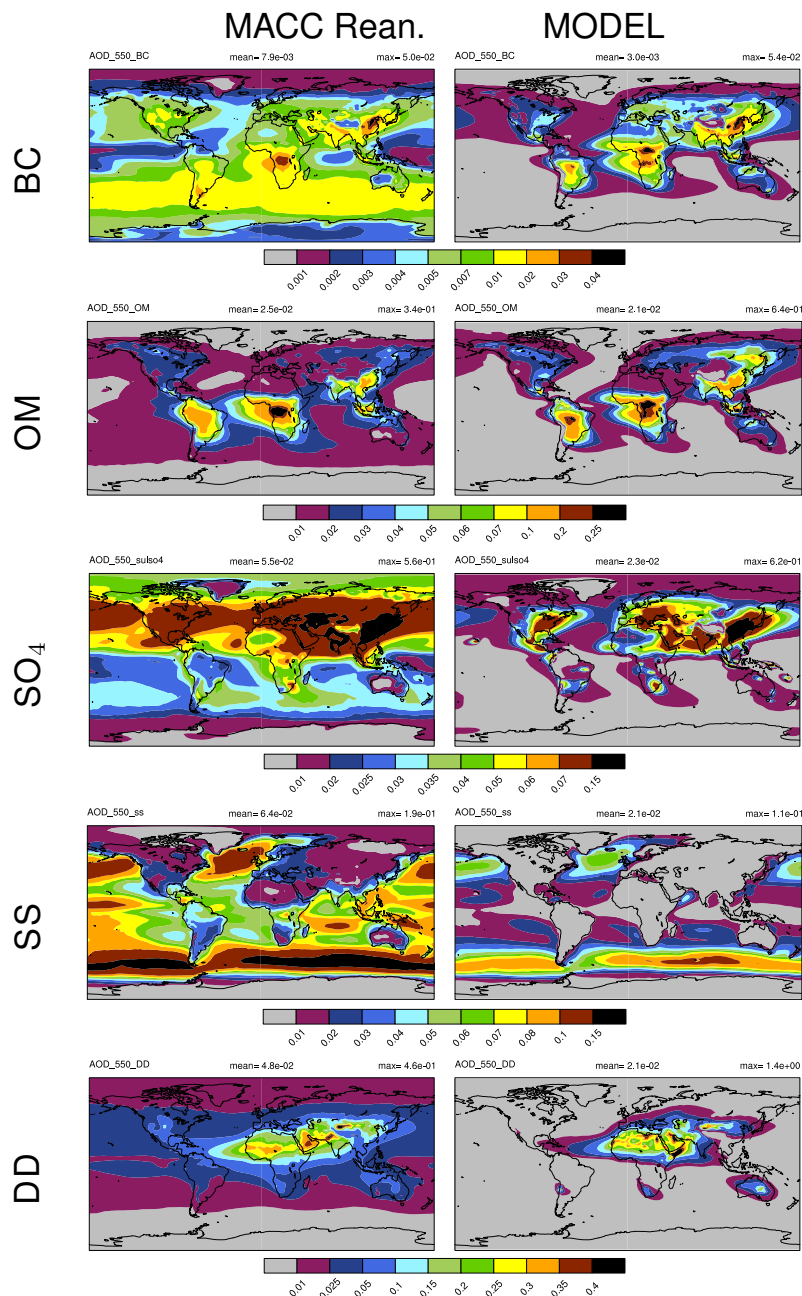 MACC Rean. MODEL
AOD_550_BC mean= 7.9e-03 max= 5.0e-02 AOD_550_BC mean= 3.0e-03 max= 5.4e-02
BC
0.001 0.002 0.003 0.004 0.005 0.007 0.01 0.02 0.03 0.04
AOD_550_OM mean= 2.5e-02 max= 3.4e-01 AOD_550_OM mean= 2.1e-02 max= 6.4e-01
OM
0.01 0.02 0.03 0.04 0.05 0.06 0.07 0.1 0.2 0.25
AOD_550_sulso4 mean= 5.5e-02 max= 5.6e-01 AOD_550_sulso4 mean= 2.3e-02 max= 6.2e-01
SO₄
0.01 0.02 0.025 0.03 0.035 0.04 0.05 0.06 0.07 0.15
AOD_550_ss mean= 6.4e-02 max= 1.9e-01 AOD_550_ss mean= 2.1e-02 max= 1.1e-01
SS
0.01 0.02 0.03 0.04 0.05 0.06 0.07 0.08 0.1 0.15
AOD_550_DD mean= 4.8e-02 max= 4.6e-01 AOD_550_DD mean= 2.1e-02 max= 1.4e+00
DD
0.01 0.025 0.05 0.1 0.15 0.2 0.25 0.3 0.35 0.4